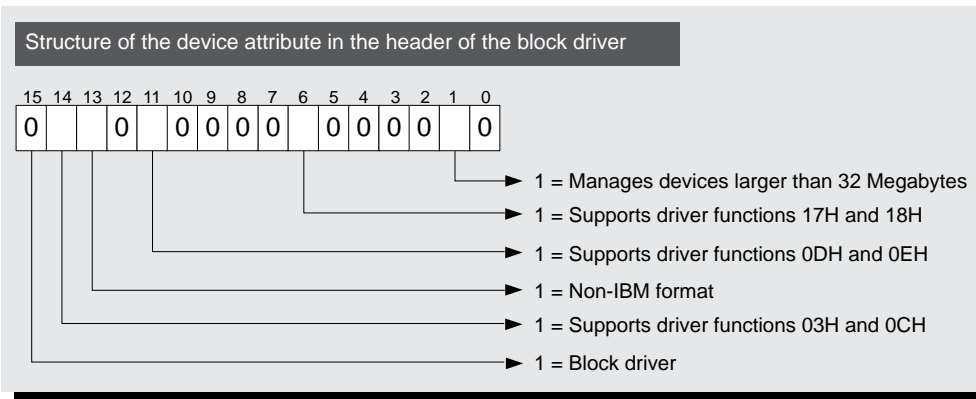 Structure of the device attribute in the header of the block driver
15 14 13 12 11 10 9 8 7 6 5 4 3 2 1 0
0 0 0 0 0 0 0 0 0 0 0
1 = Manages devices larger than 32 Megabytes
1 = Supports driver functions 17H and 18H
1 = Supports driver functions 0DH and 0EH
1 = Non-IBM format
1 = Supports driver functions 03H and 0CH
1 = Block driver